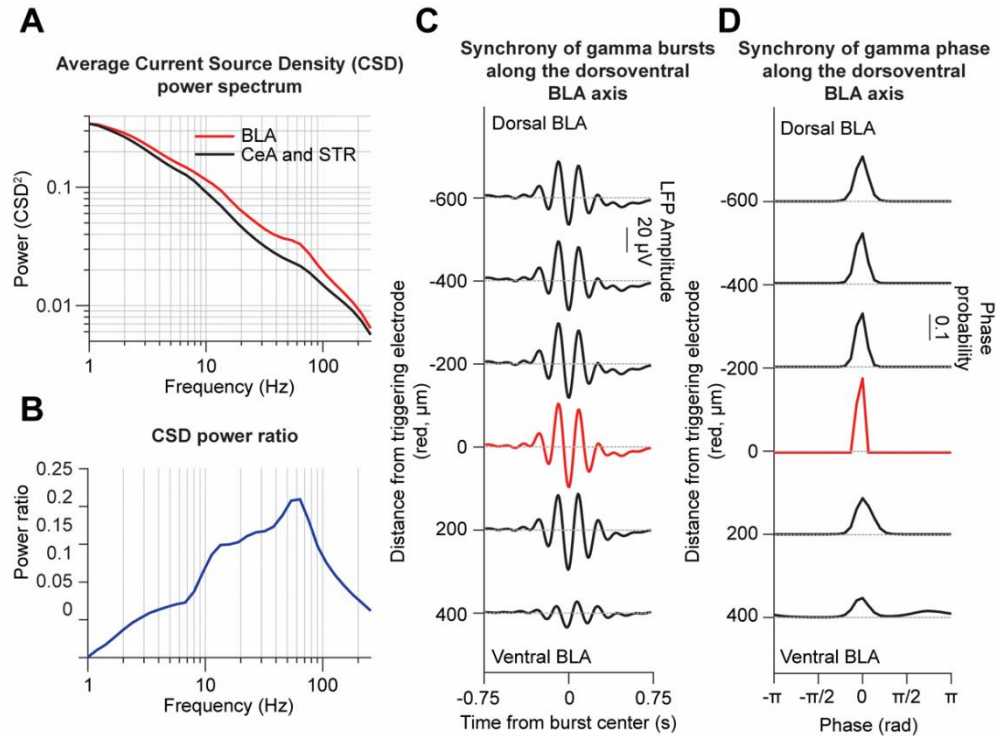 A
Average Current Source Density (CSD)
power spectrum
BLA
CeA and STR
0.1
0.01
Power (CSD²)
1
10
100
Frequency (Hz)
B
CSD power ratio
0.25
0.2
0.1
0.05
0
Power ratio
1
10
100
Frequency (Hz)
C
Synchrony of gamma bursts
along the dorsoventral
BLA axis
Dorsal BLA
-600
-400
-200
0
200
400
Distance from triggering electrode
(red, µm)
LFP Amplitude
20 µV
Ventral BLA
-0.75
0
0.75
Time from burst center (s)
D
Synchrony of gamma phase
along the dorsoventral
BLA axis
Dorsal BLA
-600
-400
-200
0
200
400
Distance from triggering electrode
(red, µm)
Phase
probability
0.1
Ventral BLA
-π
-π/2
0
π/2
π
Phase (rad)